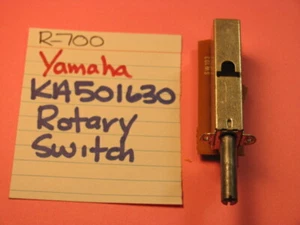 R-700
Yamaha
KA501630
Rotary
Switch